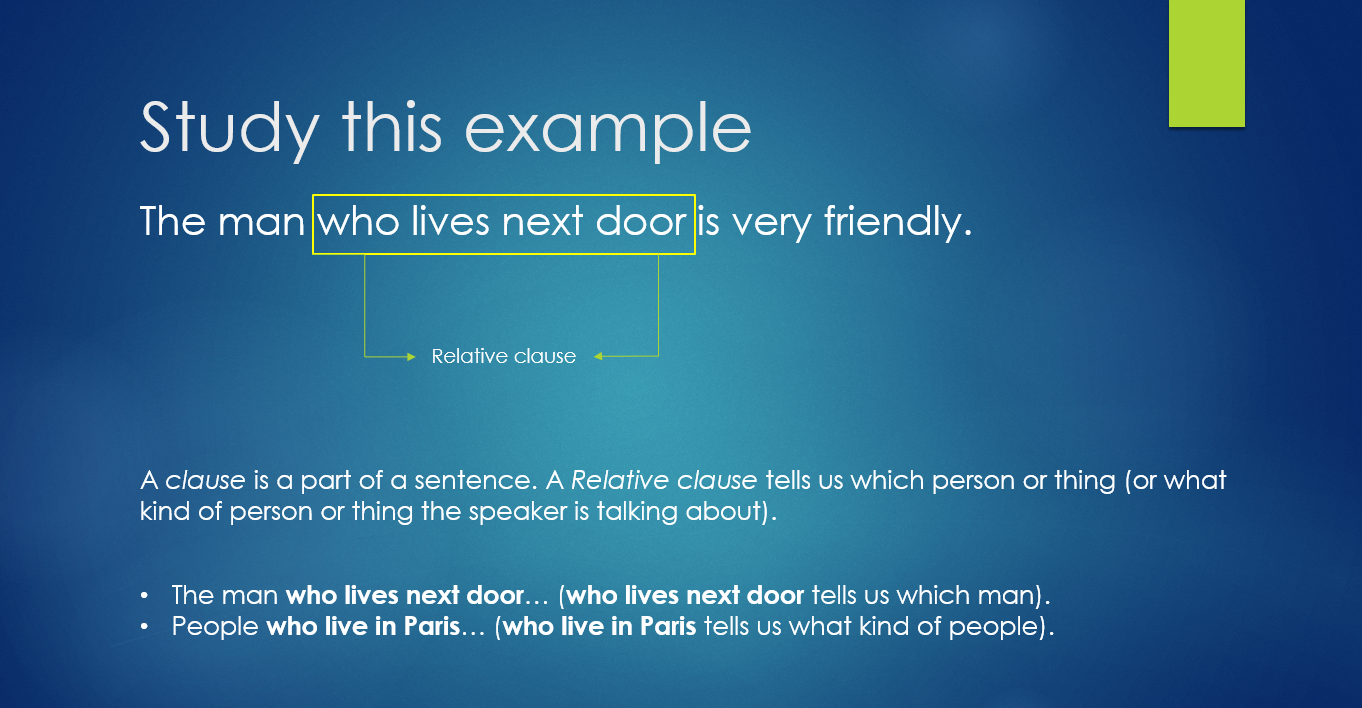 Study this example
The man who lives next door is very friendly.
Relative clause
A clause is a part of a sentence. A Relative clause tells us which person or thing (or what
kind of person or thing the speaker is talking about).
• The man who lives next door… (who lives next door tells us which man).
• People who live in Paris… (who live in Paris tells us what kind of people).